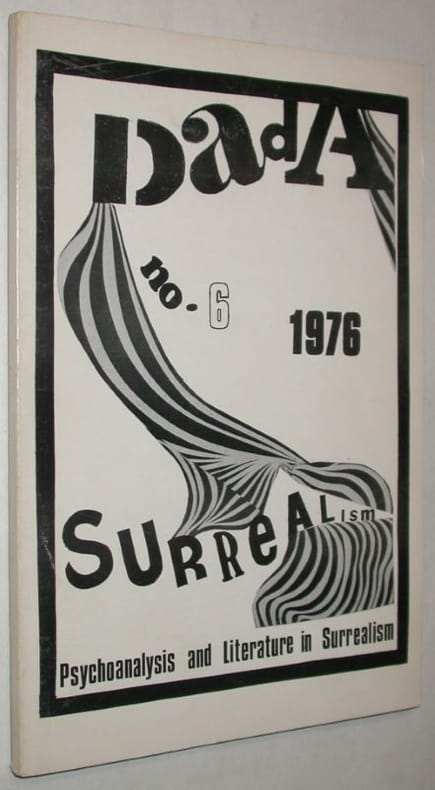 DadA
no. 6
1976
SURReALism
Psychoanalysis and Literature in Surrealism